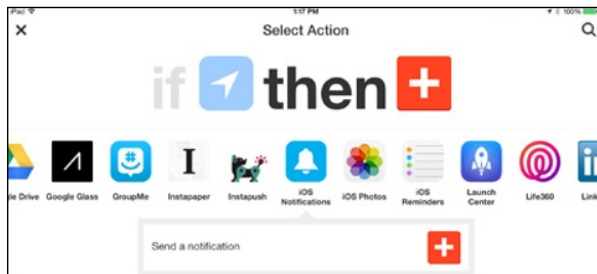 iPad 1:17 PM 100%
Select Action
if then
gle Drive Google Glass GroupMe Instapaper Instapush iOS Notifications iOS Photos iOS Reminders Launch Center Life360 Link
Send a notification